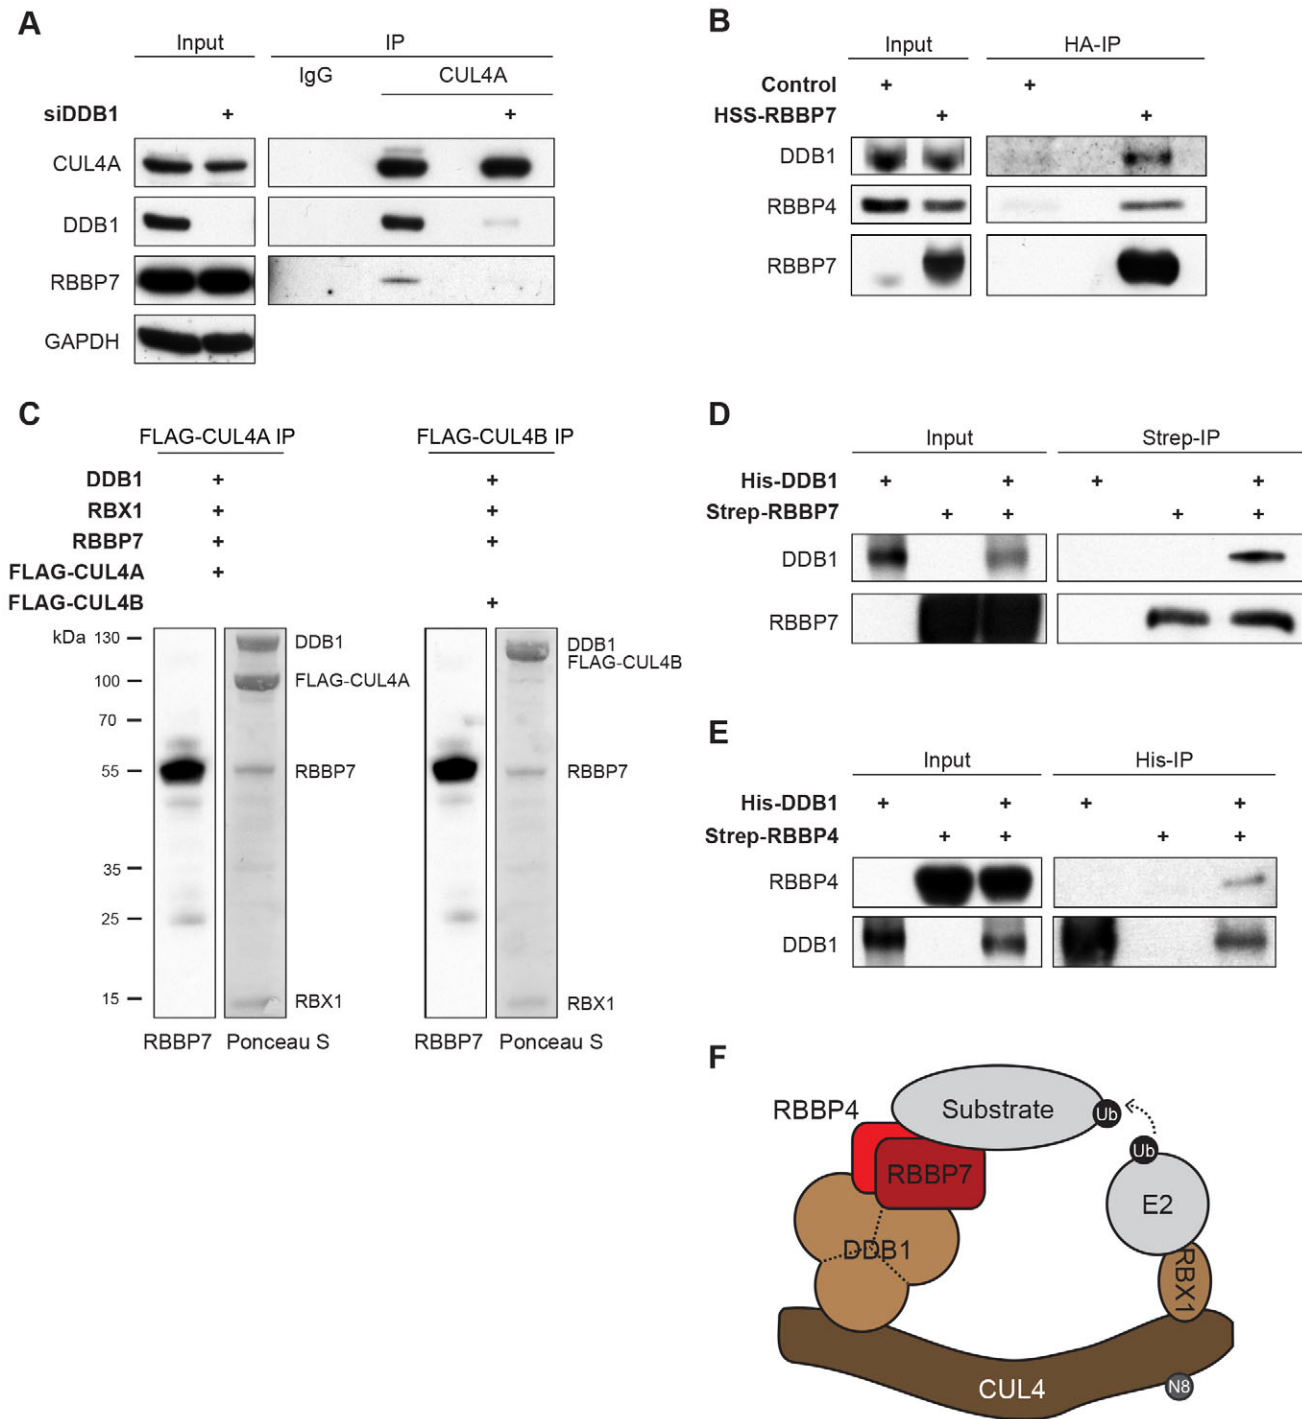 A
Input IP
IgG CUL4A
siDDB1 + +
CUL4A
DDB1
RBBP7
GAPDH
B
Input HA-IP
Control + +
HSS-RBBP7 + +
DDB1
RBBP4
RBBP7
C
FLAG-CUL4A IP FLAG-CUL4B IP
DDB1 + +
RBX1 + +
RBBP7 + +
FLAG-CUL4A +
FLAG-CUL4B +
kDa 130 DDB1 DDB1
FLAG-CUL4B
100 FLAG-CUL4A
70
55 RBBP7 RBBP7
35
25
15 RBX1 RBX1
RBBP7 Ponceau S RBBP7 Ponceau S
D
Input Strep-IP
His-DDB1 + + + +
Strep-RBBP7 + + + +
DDB1
RBBP7
E
Input His-IP
His-DDB1 + + + +
Strep-RBBP4 + + + +
RBBP4
DDB1
F
RBBP4 Substrate Ub
Ub
RBBP7
E2
DDB1
RBX1
CUL4 N8